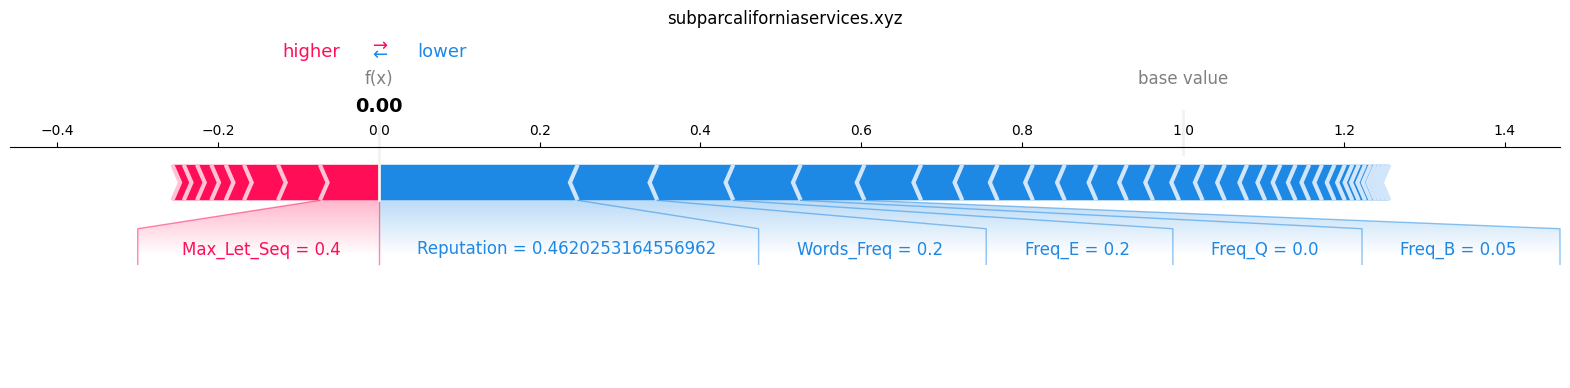 subparcaliforniaservices.xyz
higher → ← lower
f(x) base value
0.00
−0.4 −0.2 0.0 0.2 0.4 0.6 0.8 1.0 1.2 1.4
Max_Let_Seq = 0.4 Reputation = 0.4620253164556962 Words_Freq = 0.2 Freq_E = 0.2 Freq_Q = 0.0 Freq_B = 0.05